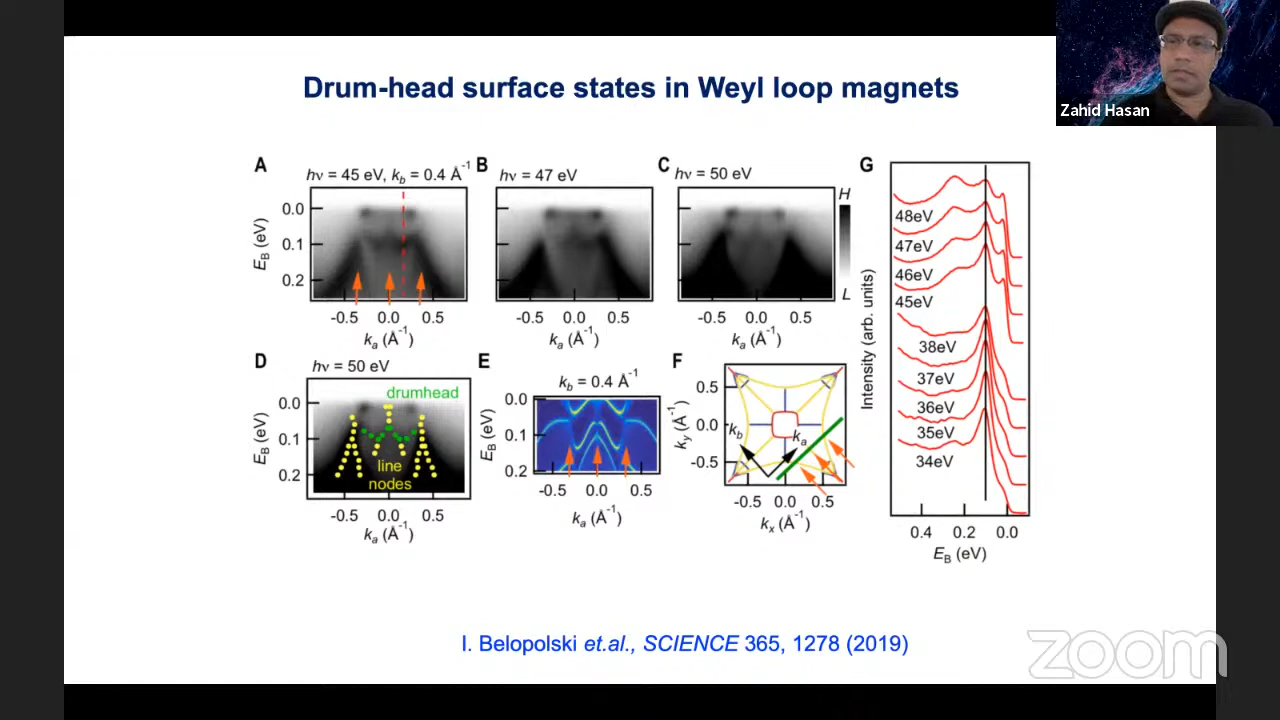 Zahid Hasan
Drum-head surface states in Weyl loop magnets
A
hν = 45 eV, k_b = 0.4 Å⁻¹
E_B (eV)
0.0
0.1
0.2
-0.5 0.0 0.5
k_a (Å⁻¹)
B
hν = 47 eV
-0.5 0.0 0.5
k_a (Å⁻¹)
C
hν = 50 eV
H
L
-0.5 0.0 0.5
k_a (Å⁻¹)
D
hν = 50 eV
drumhead
line
nodes
E_B (eV)
0.0
0.1
0.2
-0.5 0.0 0.5
k_a (Å⁻¹)
E
k_b = 0.4 Å⁻¹
E_B (eV)
0.0
0.1
0.2
-0.5 0.0 0.5
k_a (Å⁻¹)
F
k_y (Å⁻¹)
0.5
0.0
-0.5
k_b
k_a
-0.5 0.0 0.5
k_x (Å⁻¹)
G
Intensity (arb. units)
48eV
47eV
46eV
45eV
38eV
37eV
36eV
35eV
34eV
0.4 0.2 0.0
E_B (eV)
I. Belopolski et.al., SCIENCE 365, 1278 (2019)
zoom